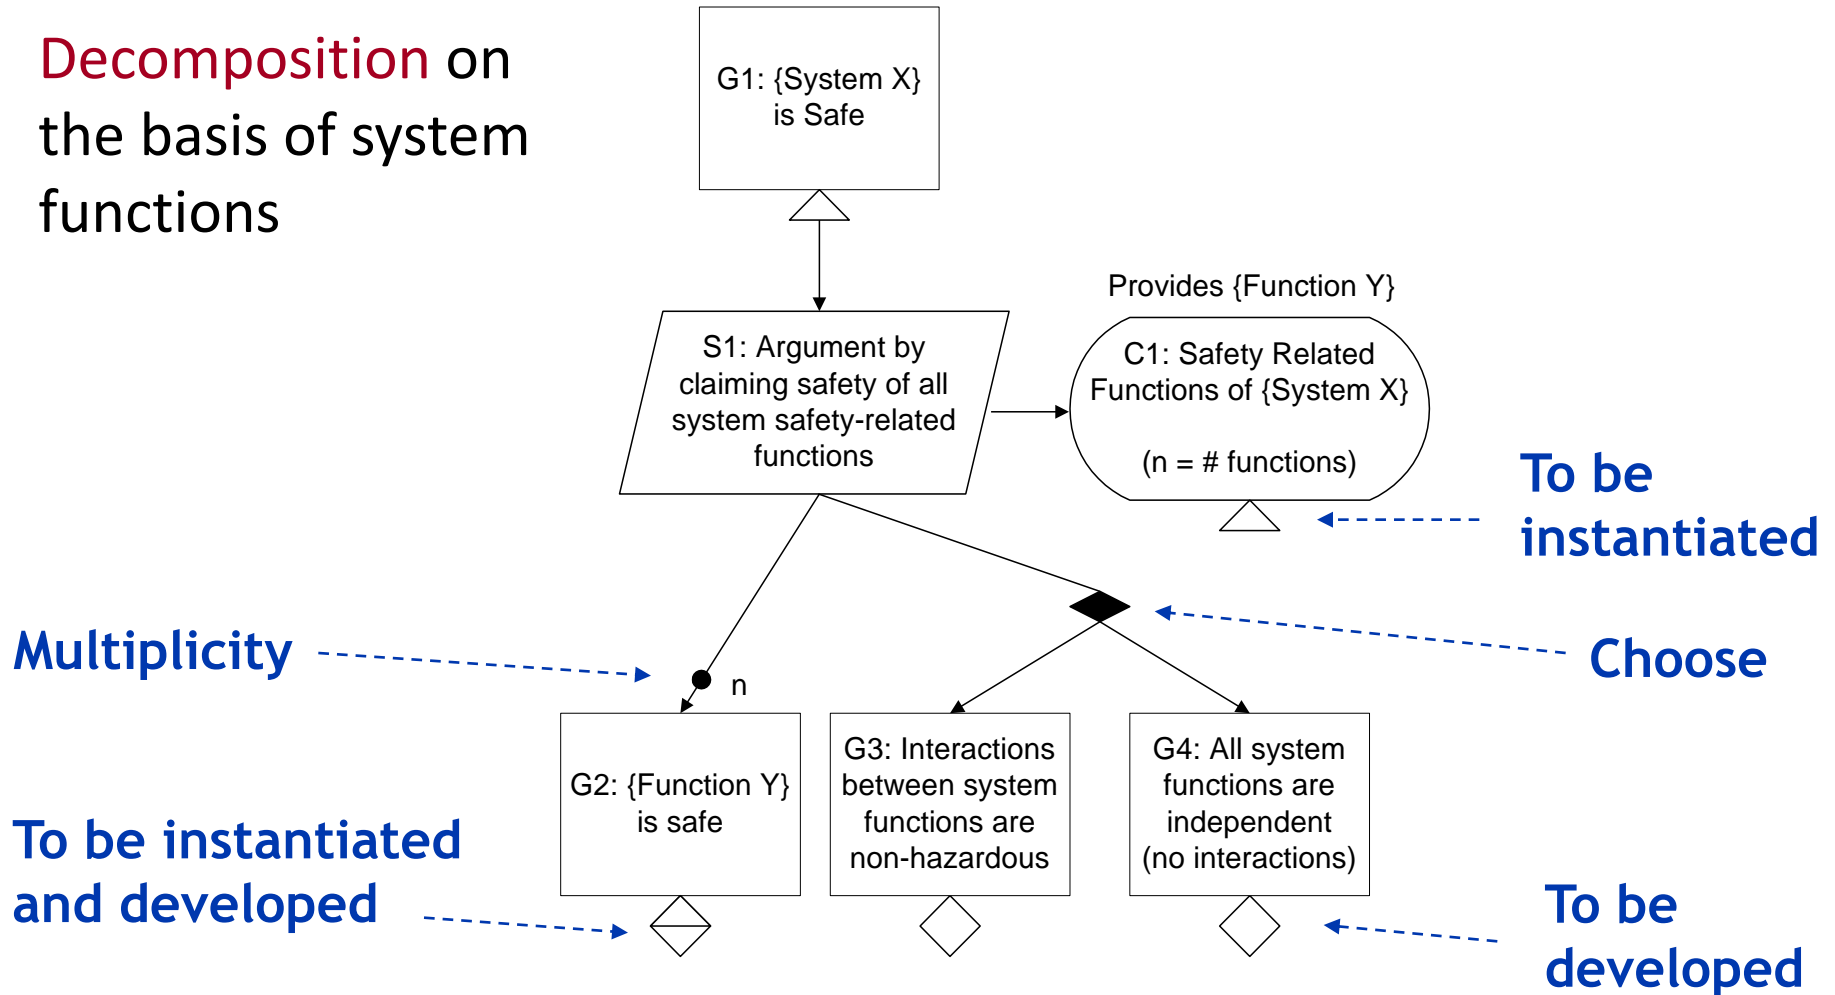 Decomposition on
the basis of system
functions
G1: {System X}
is Safe
Provides {Function Y}
S1: Argument by
claiming safety of all
system safety-related
functions
C1: Safety Related
Functions of {System X}
(n = # functions)
To be
instantiated
Multiplicity
n
Choose
G2: {Function Y}
is safe
G3: Interactions
between system
functions are
non-hazardous
G4: All system
functions are
independent
(no interactions)
To be instantiated
and developed
To be
developed